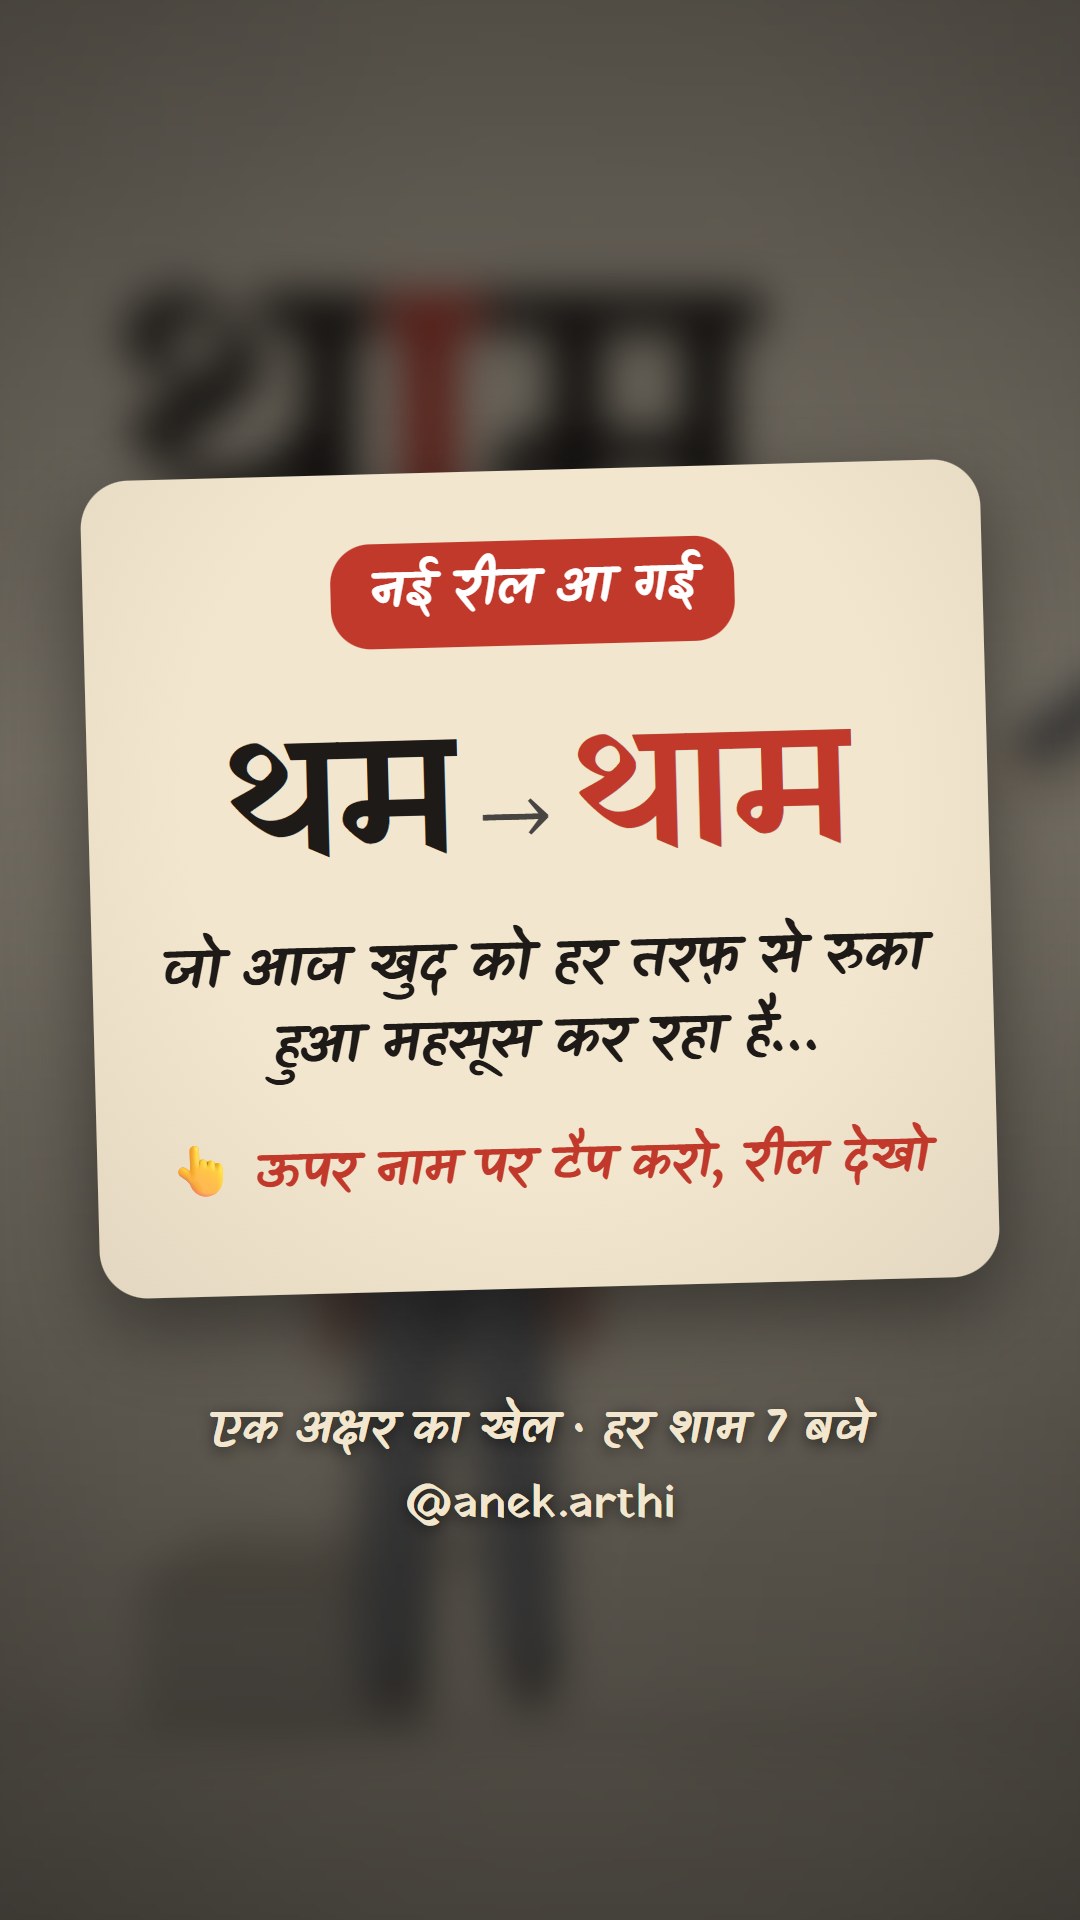 थाम
नई रील आ गई
थम → थाम
जो आज खुद को हर तरफ़ से रुका
हुआ महसूस कर रहा है...
👆 ऊपर नाम पर टैप करो, रील देखो
एक अक्षर का खेल · हर शाम 7 बजे
@anek.arthi